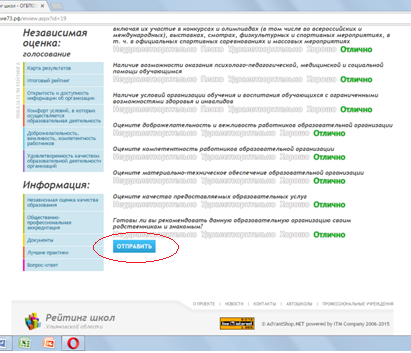 нг школ - ОГБПО
ие73.рф/review.aspx?id=19
Независимая
оценка:
голосование
Карта результатов
Итоговый рейтинг
Открытость и доступность
информации об организации
Комфорт условий, в которых
осуществляется
образовательная деятельность
Доброжелательность,
вежливость, компетентность
работников
Удовлетворенность качеством
образовательной деятельности
организаций
Информация:
Независимая оценка качества
образования
Общественно-
профессиональная
аккредитация
Документы
Лучшие практики
Вопрос-ответ
включая их участие в конкурсах и олимпиадах (в том числе во всероссийских и
международных), выставках, смотрах, физкультурных и спортивных мероприятиях, в
т. ч. в официальных спортивных соревнованиях и массовых мероприятиях
Неудовлетворительно Плохо Удовлетворительно Хорошо Отлично
Наличие возможности оказания психолого-педагогической, медицинской и социальной
помощи обучающимся
Неудовлетворительно Плохо Удовлетворительно Хорошо Отлично
Наличие условий организации обучения и воспитания обучающихся с ограниченными
возможностями здоровья и инвалидов
Неудовлетворительно Плохо Удовлетворительно Хорошо Отлично
Оцените доброжелательность и вежливость работников образовательной организации
Неудовлетворительно Удовлетворительно Хорошо Отлично
Оцените компетентность работников образовательной организации
Неудовлетворительно Удовлетворительно Хорошо Отлично
Оцените материально-техническое обеспечение образовательной организации
Неудовлетворительно Плохо Удовлетворительно Хорошо Отлично
Оцените качество предоставляемых образовательных услуг
Неудовлетворительно Плохо Удовлетворительно Хорошо Отлично
Готовы ли вы рекомендовать данную образовательную организацию своим
родственникам и знакомым?
Неудовлетворительно Плохо Удовлетворительно Хорошо Отлично
ОТПРАВИТЬ
О ПРОЕКТЕ | НОВОСТИ | КОНТАКТЫ | АВТОШКОЛЫ | ПРОФЕССИОНАЛЬНЫЕ УЧРЕЖДЕНИЯ
Рейтинг школ
Ульяновской области
© AdVantShop.NET powered by ITM Company 2006-2015